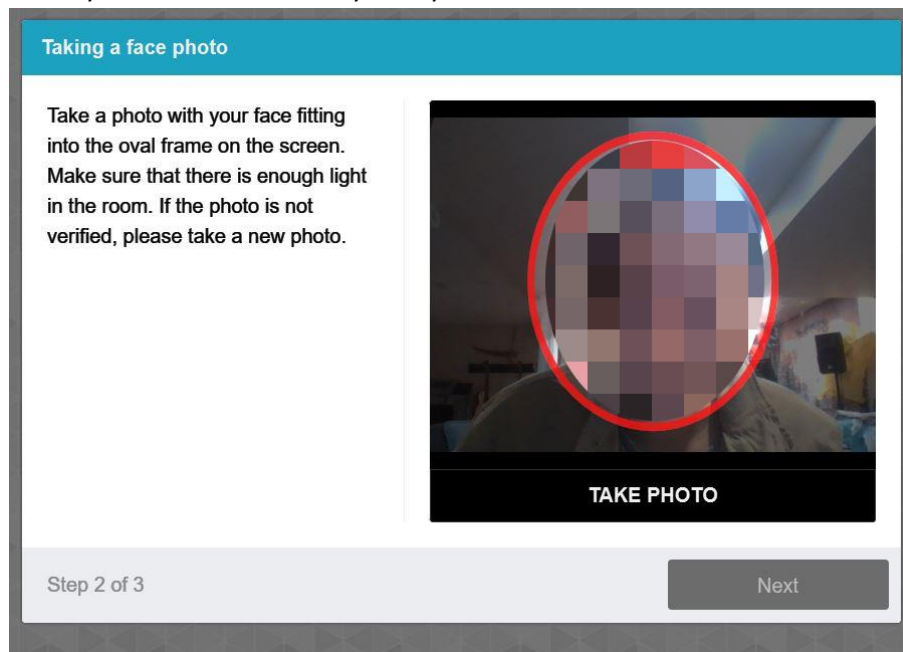 Taking a face photo
Take a photo with your face fitting
into the oval frame on the screen.
Make sure that there is enough light
in the room. If the photo is not
verified, please take a new photo.
TAKE PHOTO
Step 2 of 3
Next